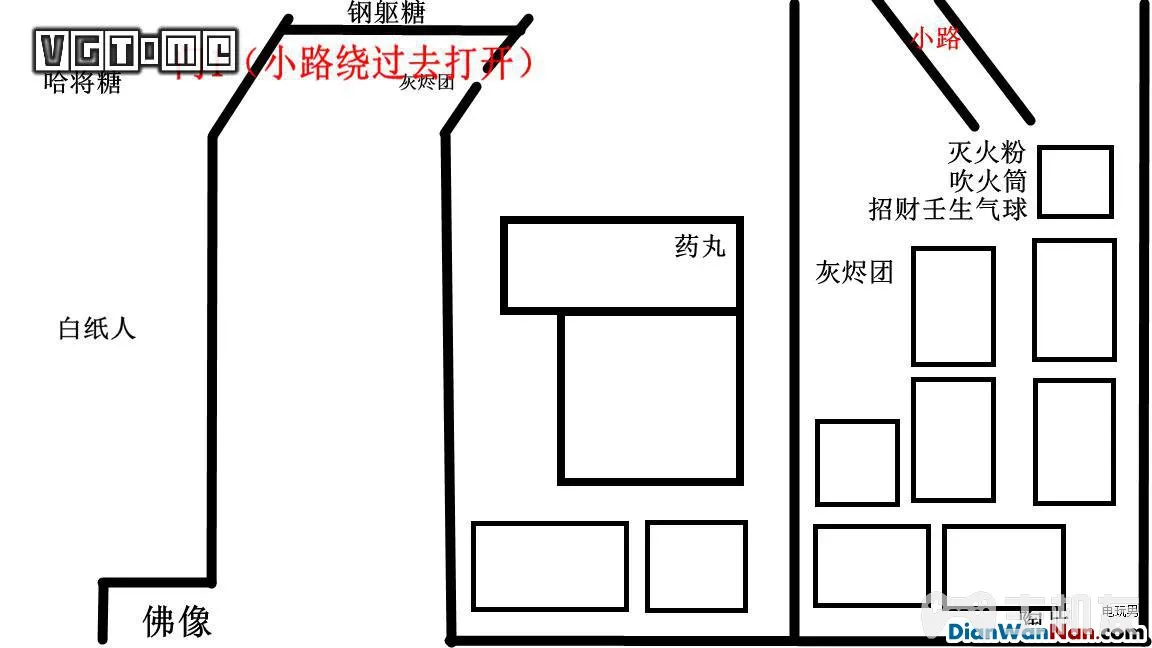 钢躯糖
VGTIME
小路
门1（小路绕过去打开）
哈将糖
灰烬团
灭火粉
吹火筒
招财壬生气球
药丸
灰烬团
白纸人
佛像
电玩男
DianWanNan.com